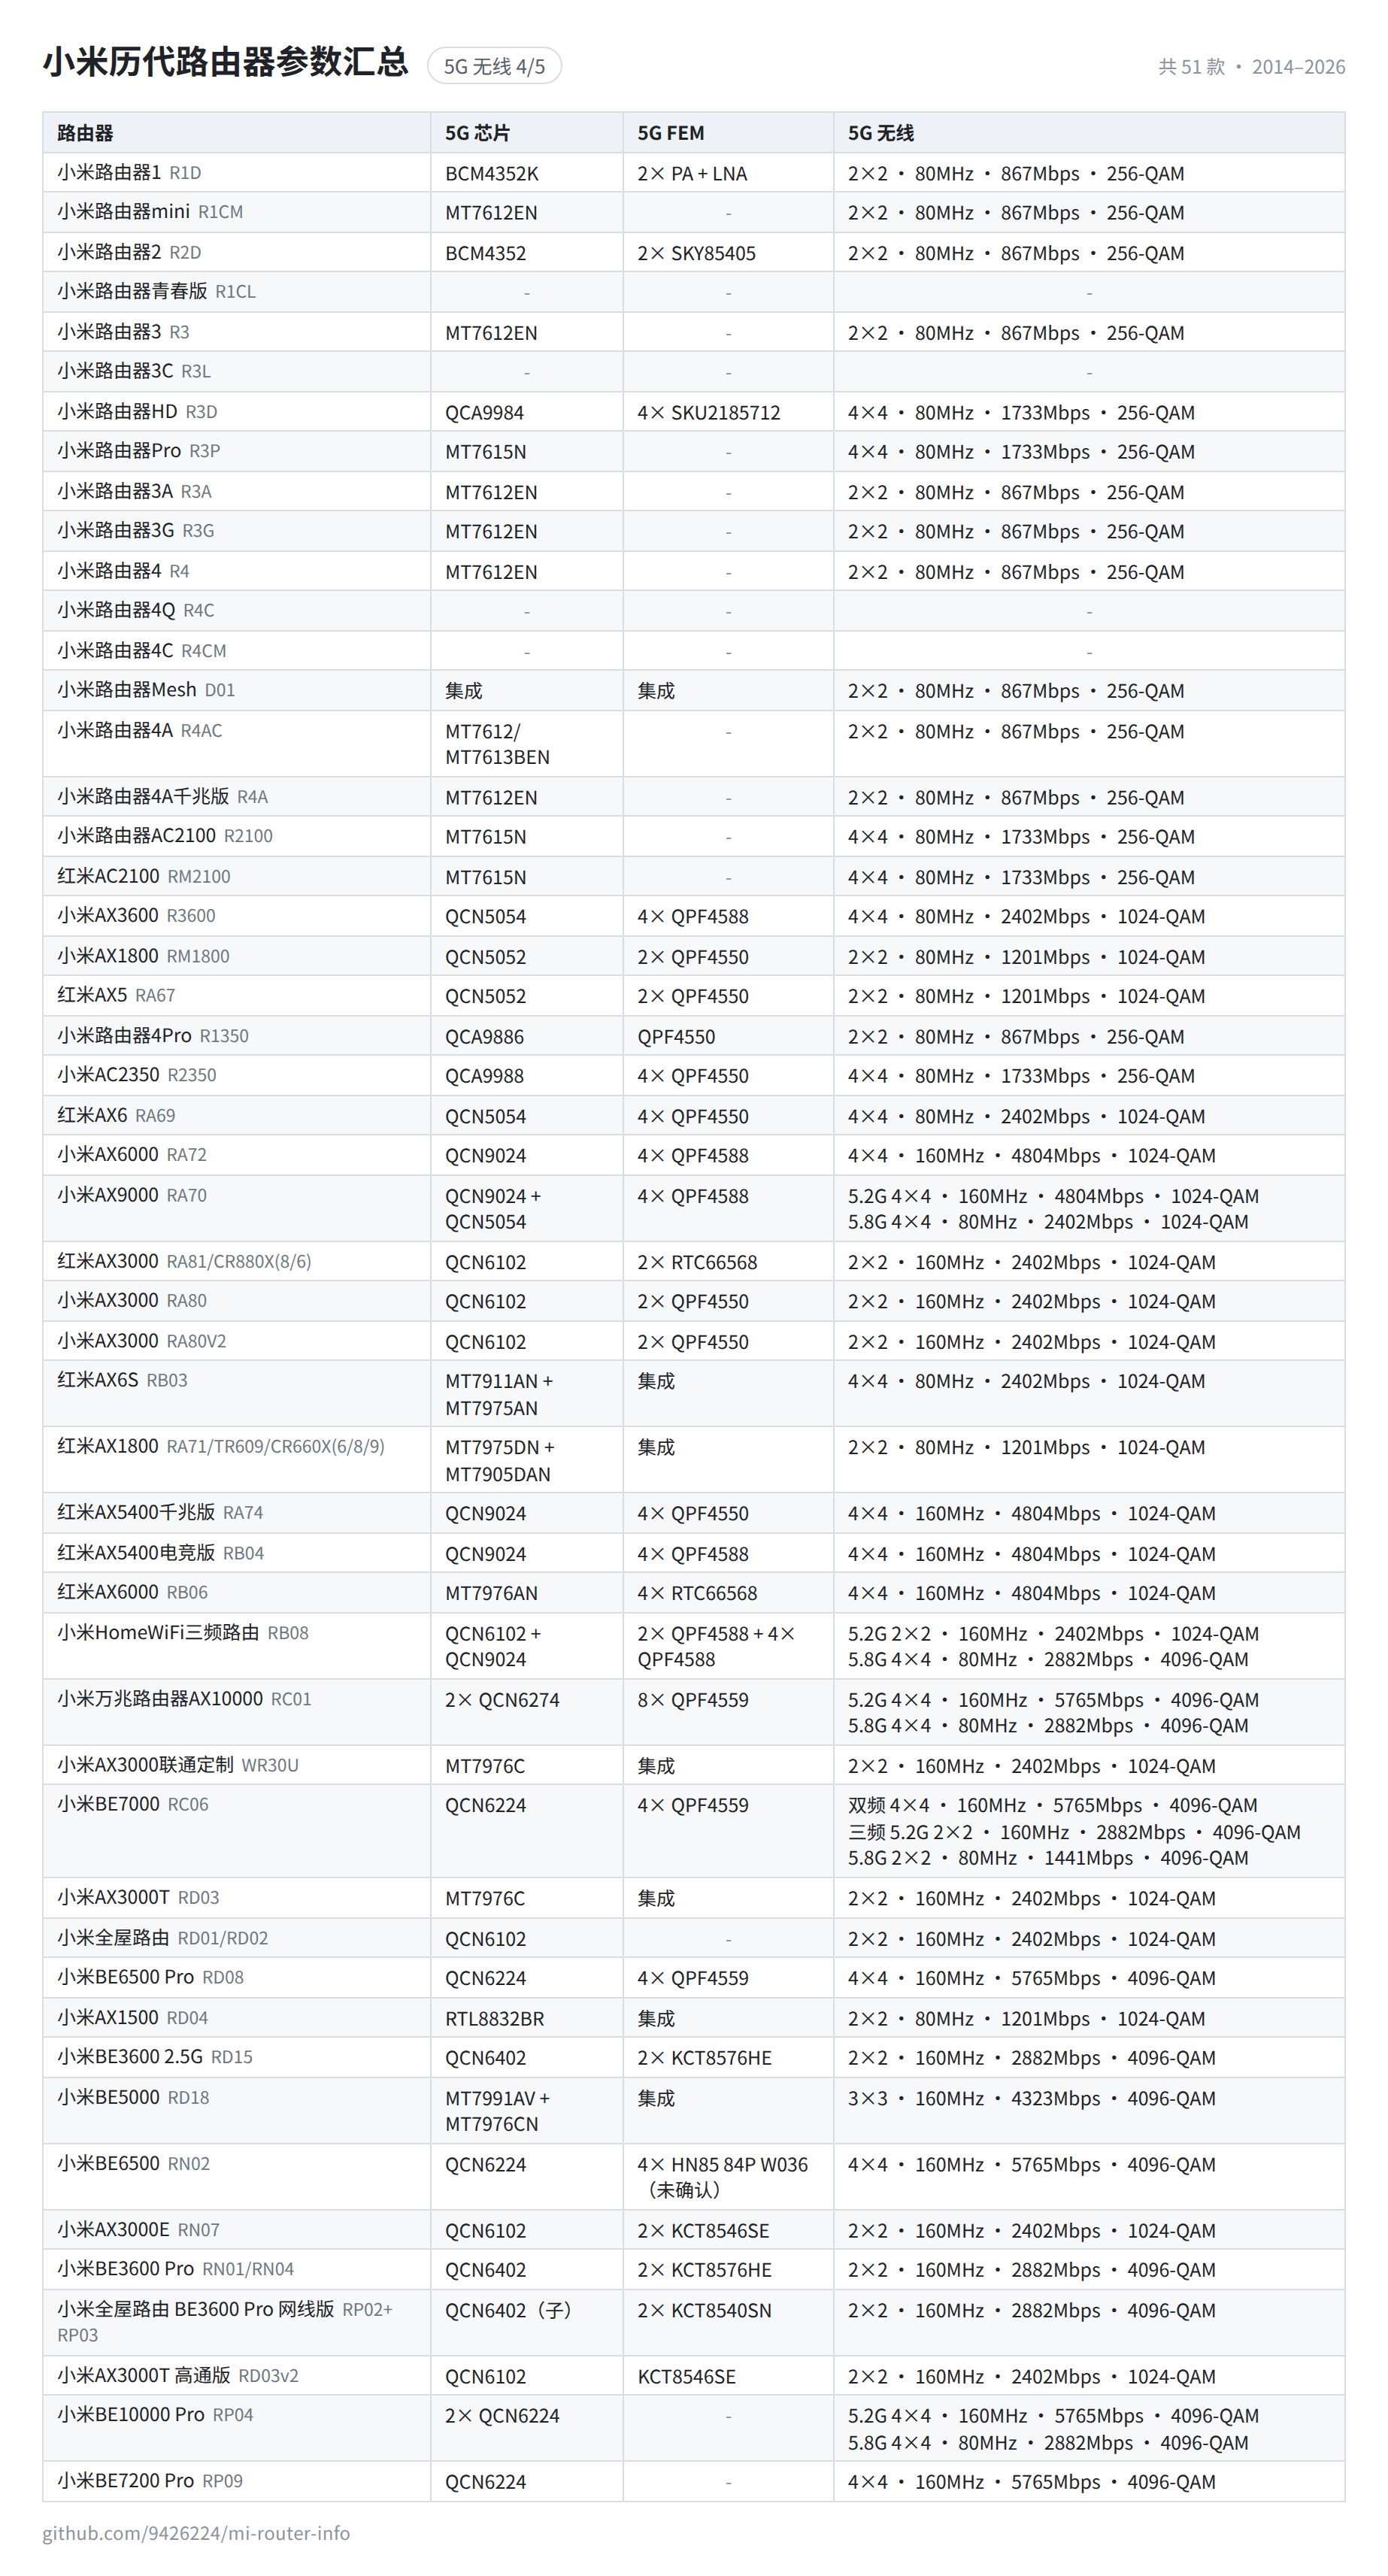 小米历代路由器参数汇总 5G 无线 4/5 共 51 款 · 2014–2026
路由器 5G 芯片 5G FEM 5G 无线
小米路由器1 R1D BCM4352K 2× PA + LNA 2×2 · 80MHz · 867Mbps · 256-QAM
小米路由器mini R1CM MT7612EN - 2×2 · 80MHz · 867Mbps · 256-QAM
小米路由器2 R2D BCM4352 2× SKY85405 2×2 · 80MHz · 867Mbps · 256-QAM
小米路由器青春版 R1CL - - -
小米路由器3 R3 MT7612EN - 2×2 · 80MHz · 867Mbps · 256-QAM
小米路由器3C R3L - - -
小米路由器HD R3D QCA9984 4× SKU2185712 4×4 · 80MHz · 1733Mbps · 256-QAM
小米路由器Pro R3P MT7615N - 4×4 · 80MHz · 1733Mbps · 256-QAM
小米路由器3A R3A MT7612EN - 2×2 · 80MHz · 867Mbps · 256-QAM
小米路由器3G R3G MT7612EN - 2×2 · 80MHz · 867Mbps · 256-QAM
小米路由器4 R4 MT7612EN - 2×2 · 80MHz · 867Mbps · 256-QAM
小米路由器4Q R4C - - -
小米路由器4C R4CM - - -
小米路由器Mesh D01 集成 集成 2×2 · 80MHz · 867Mbps · 256-QAM
小米路由器4A R4AC MT7612/ - 2×2 · 80MHz · 867Mbps · 256-QAM
MT7613BEN
小米路由器4A千兆版 R4A MT7612EN - 2×2 · 80MHz · 867Mbps · 256-QAM
小米路由器AC2100 R2100 MT7615N - 4×4 · 80MHz · 1733Mbps · 256-QAM
红米AC2100 RM2100 MT7615N - 4×4 · 80MHz · 1733Mbps · 256-QAM
小米AX3600 R3600 QCN5054 4× QPF4588 4×4 · 80MHz · 2402Mbps · 1024-QAM
小米AX1800 RM1800 QCN5052 2× QPF4550 2×2 · 80MHz · 1201Mbps · 1024-QAM
红米AX5 RA67 QCN5052 2× QPF4550 2×2 · 80MHz · 1201Mbps · 1024-QAM
小米路由器4Pro R1350 QCA9886 QPF4550 2×2 · 80MHz · 867Mbps · 256-QAM
小米AC2350 R2350 QCA9988 4× QPF4550 4×4 · 80MHz · 1733Mbps · 256-QAM
红米AX6 RA69 QCN5054 4× QPF4550 4×4 · 80MHz · 2402Mbps · 1024-QAM
小米AX6000 RA72 QCN9024 4× QPF4588 4×4 · 160MHz · 4804Mbps · 1024-QAM
小米AX9000 RA70 QCN9024 + 4× QPF4588 5.2G 4×4 · 160MHz · 4804Mbps · 1024-QAM
QCN5054 5.8G 4×4 · 80MHz · 2402Mbps · 1024-QAM
红米AX3000 RA81/CR880X(8/6) QCN6102 2× RTC66568 2×2 · 160MHz · 2402Mbps · 1024-QAM
小米AX3000 RA80 QCN6102 2× QPF4550 2×2 · 160MHz · 2402Mbps · 1024-QAM
小米AX3000 RA80V2 QCN6102 2× QPF4550 2×2 · 160MHz · 2402Mbps · 1024-QAM
红米AX6S RB03 MT7911AN + 集成 4×4 · 80MHz · 2402Mbps · 1024-QAM
MT7975AN
红米AX1800 RA71/TR609/CR660X(6/8/9) MT7975DN + 集成 2×2 · 80MHz · 1201Mbps · 1024-QAM
MT7905DAN
红米AX5400千兆版 RA74 QCN9024 4× QPF4550 4×4 · 160MHz · 4804Mbps · 1024-QAM
红米AX5400电竞版 RB04 QCN9024 4× QPF4588 4×4 · 160MHz · 4804Mbps · 1024-QAM
红米AX6000 RB06 MT7976AN 4× RTC66568 4×4 · 160MHz · 4804Mbps · 1024-QAM
小米HomeWiFi三频路由 RB08 QCN6102 + 2× QPF4588 + 4× 5.2G 2×2 · 160MHz · 2402Mbps · 1024-QAM
QCN9024 QPF4588 5.8G 4×4 · 80MHz · 2882Mbps · 4096-QAM
小米万兆路由器AX10000 RC01 2× QCN6274 8× QPF4559 5.2G 4×4 · 160MHz · 5765Mbps · 4096-QAM
5.8G 4×4 · 80MHz · 2882Mbps · 4096-QAM
小米AX3000联通定制 WR30U MT7976C 集成 2×2 · 160MHz · 2402Mbps · 1024-QAM
小米BE7000 RC06 QCN6224 4× QPF4559 双频 4×4 · 160MHz · 5765Mbps · 4096-QAM
三频 5.2G 2×2 · 160MHz · 2882Mbps · 4096-QAM
5.8G 2×2 · 80MHz · 1441Mbps · 4096-QAM
小米AX3000T RD03 MT7976C 集成 2×2 · 160MHz · 2402Mbps · 1024-QAM
小米全屋路由 RD01/RD02 QCN6102 - 2×2 · 160MHz · 2402Mbps · 1024-QAM
小米BE6500 Pro RD08 QCN6224 4× QPF4559 4×4 · 160MHz · 5765Mbps · 4096-QAM
小米AX1500 RD04 RTL8832BR 集成 2×2 · 80MHz · 1201Mbps · 1024-QAM
小米BE3600 2.5G RD15 QCN6402 2× KCT8576HE 2×2 · 160MHz · 2882Mbps · 4096-QAM
小米BE5000 RD18 MT7991AV + 集成 3×3 · 160MHz · 4323Mbps · 4096-QAM
MT7976CN
小米BE6500 RN02 QCN6224 4× HN85 84P W036 4×4 · 160MHz · 5765Mbps · 4096-QAM
（未确认）
小米AX3000E RN07 QCN6102 2× KCT8546SE 2×2 · 160MHz · 2402Mbps · 1024-QAM
小米BE3600 Pro RN01/RN04 QCN6402 2× KCT8576HE 2×2 · 160MHz · 2882Mbps · 4096-QAM
小米全屋路由 BE3600 Pro 网线版 RP02+ QCN6402（子） 2× KCT8540SN 2×2 · 160MHz · 2882Mbps · 4096-QAM
RP03
小米AX3000T 高通版 RD03v2 QCN6102 KCT8546SE 2×2 · 160MHz · 2402Mbps · 1024-QAM
小米BE10000 Pro RP04 2× QCN6224 - 5.2G 4×4 · 160MHz · 5765Mbps · 4096-QAM
5.8G 4×4 · 80MHz · 2882Mbps · 4096-QAM
小米BE7200 Pro RP09 QCN6224 - 4×4 · 160MHz · 5765Mbps · 4096-QAM
github.com/9426224/mi-router-info